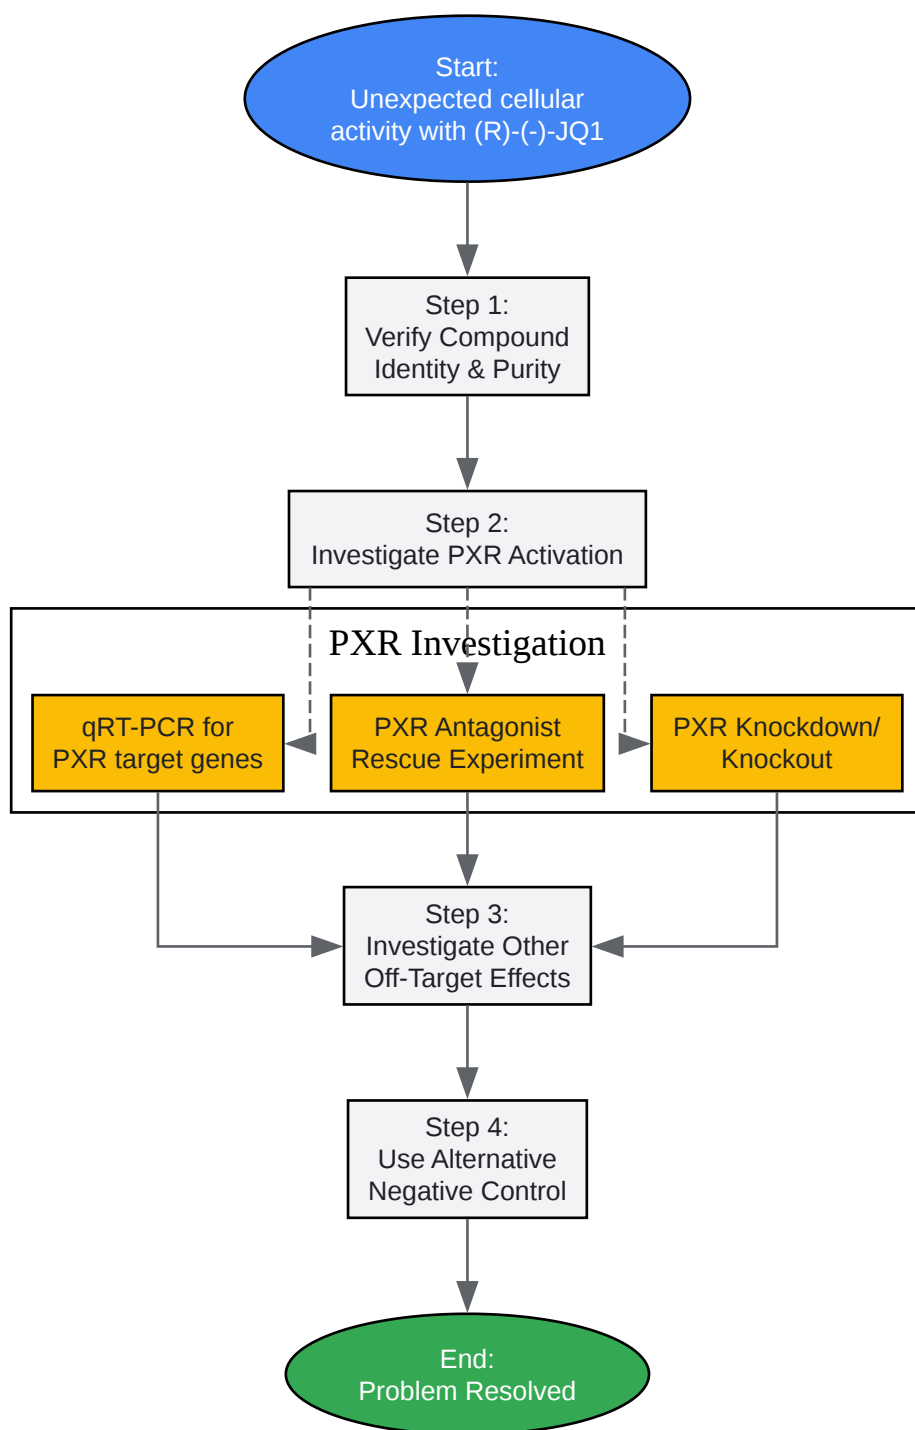 Start:
Unexpected cellular
activity with (R)-(-)-JQ1
Step 1:
Verify Compound
Identity & Purity
Step 2:
Investigate PXR Activation
PXR Investigation
qRT-PCR for
PXR target genes
PXR Antagonist
Rescue Experiment
PXR Knockdown/
Knockout
Step 3:
Investigate Other
Off-Target Effects
Step 4:
Use Alternative
Negative Control
End:
Problem Resolved